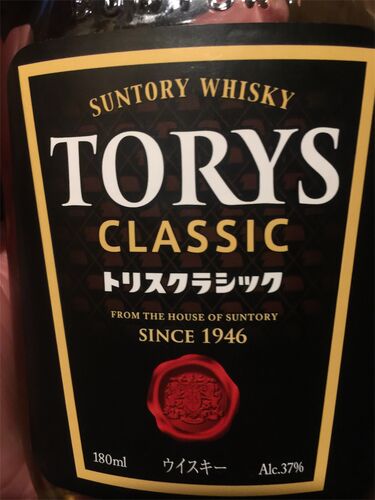 SUNTORY WHISKY
TORYS
CLASSIC
トリスクラシック
FROM THE HOUSE OF SUNTORY
SINCE 1946
180ml ウイスキー Alc.37%